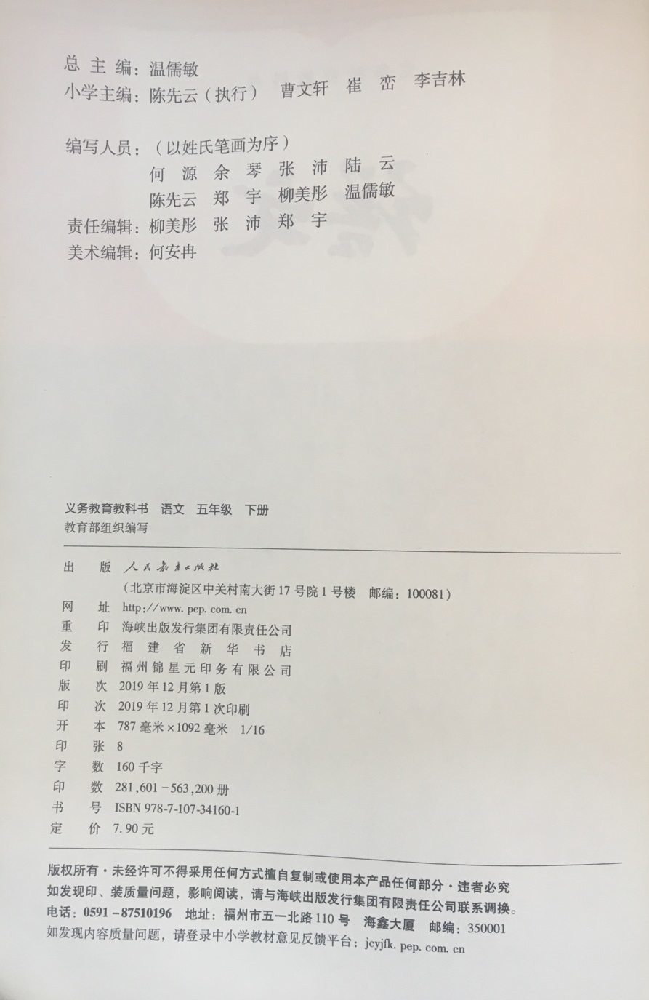 总 主 编：温儒敏
小学主编：陈先云（执行） 曹文轩 崔 峦 李吉林
编写人员：（以姓氏笔画为序）
何 源 余 琴 张 沛 陆 云
陈先云 郑 宇 柳美彤 温儒敏
责任编辑：柳美彤 张 沛 郑 宇
美术编辑：何安冉
义务教育教科书 语文 五年级 下册
教育部组织编写
出 版 人民教育出版社
（北京市海淀区中关村南大街17号院1号楼 邮编：100081）
网 址 http://www.pep.com.cn
重 印 海峡出版发行集团有限责任公司
发 行 福建省新华书店
印 刷 福州锦星元印务有限公司
版 次 2019年12月第1版
印 次 2019年12月第1次印刷
开 本 787毫米×1092毫米 1/16
印 张 8
字 数 160千字
印 数 281,601－563,200册
书 号 ISBN 978-7-107-34160-1
定 价 7.90元
版权所有·未经许可不得采用任何方式擅自复制或使用本产品任何部分·违者必究
如发现印、装质量问题，影响阅读，请与海峡出版发行集团有限责任公司联系调换。
电话：0591－87510196 地址：福州市五一北路110号 海鑫大厦 邮编：350001
如发现内容质量问题，请登录中小学教材意见反馈平台：jcyjfk.pep.com.cn